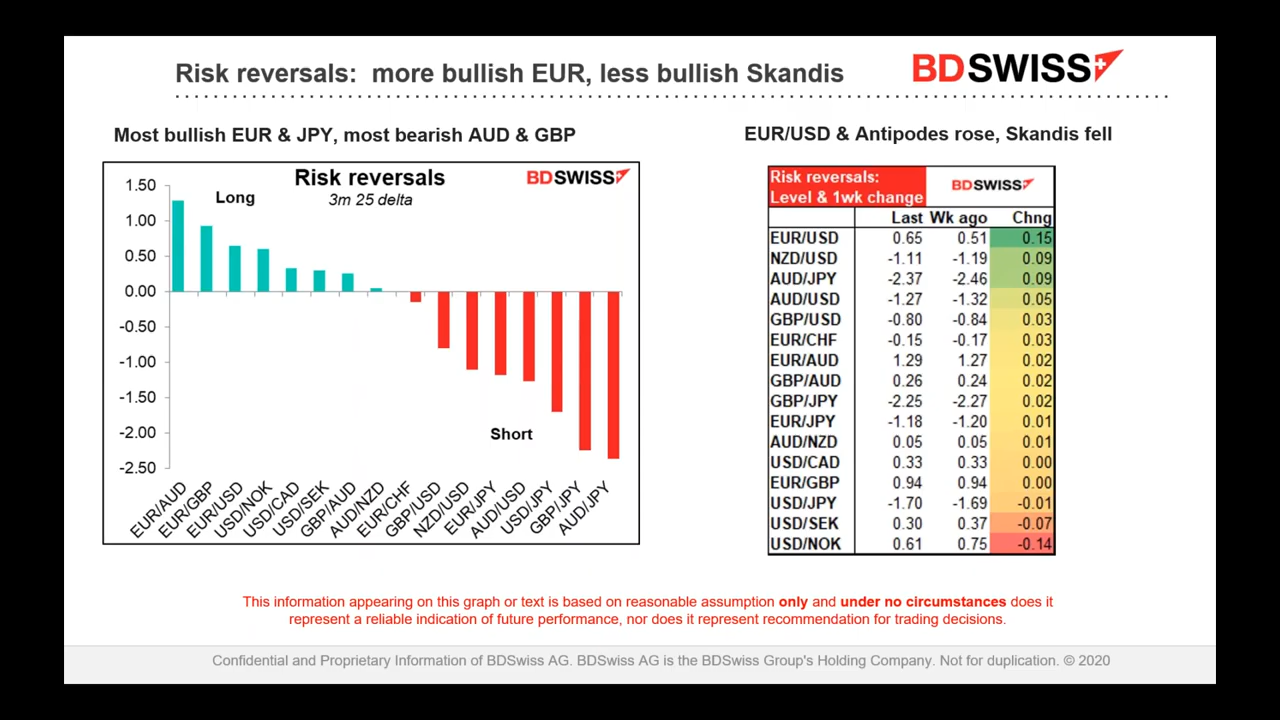 Risk reversals: more bullish EUR, less bullish Skandis
BDSWISS
Most bullish EUR & JPY, most bearish AUD & GBP
Risk reversals
3m 25 delta
BDSWISS
Long
Short
1.50
1.00
0.50
0.00
-0.50
-1.00
-1.50
-2.00
-2.50
EUR/AUD
EUR/GBP
EUR/USD
USD/NOK
USD/CAD
USD/SEK
GBP/AUD
AUD/NZD
EUR/CHF
GBP/USD
NZD/USD
EUR/JPY
AUD/USD
USD/JPY
GBP/JPY
AUD/JPY
EUR/USD & Antipodes rose, Skandis fell
Risk reversals:
Level & 1wk change
BDSWISS
Last Wk ago Chng
EUR/USD 0.65 0.51 0.15
NZD/USD -1.11 -1.19 0.09
AUD/JPY -2.37 -2.46 0.09
AUD/USD -1.27 -1.32 0.05
GBP/USD -0.80 -0.84 0.03
EUR/CHF -0.15 -0.17 0.03
EUR/AUD 1.29 1.27 0.02
GBP/AUD 0.26 0.24 0.02
GBP/JPY -2.25 -2.27 0.02
EUR/JPY -1.18 -1.20 0.01
AUD/NZD 0.05 0.05 0.01
USD/CAD 0.33 0.33 0.00
EUR/GBP 0.94 0.94 0.00
USD/JPY -1.70 -1.69 -0.01
USD/SEK 0.30 0.37 -0.07
USD/NOK 0.61 0.75 -0.14
This information appearing on this graph or text is based on reasonable assumption only and under no circumstances does it
represent a reliable indication of future performance, nor does it represent recommendation for trading decisions.
Confidential and Proprietary Information of BDSwiss AG. BDSwiss AG is the BDSwiss Group's Holding Company. Not for duplication. © 2020